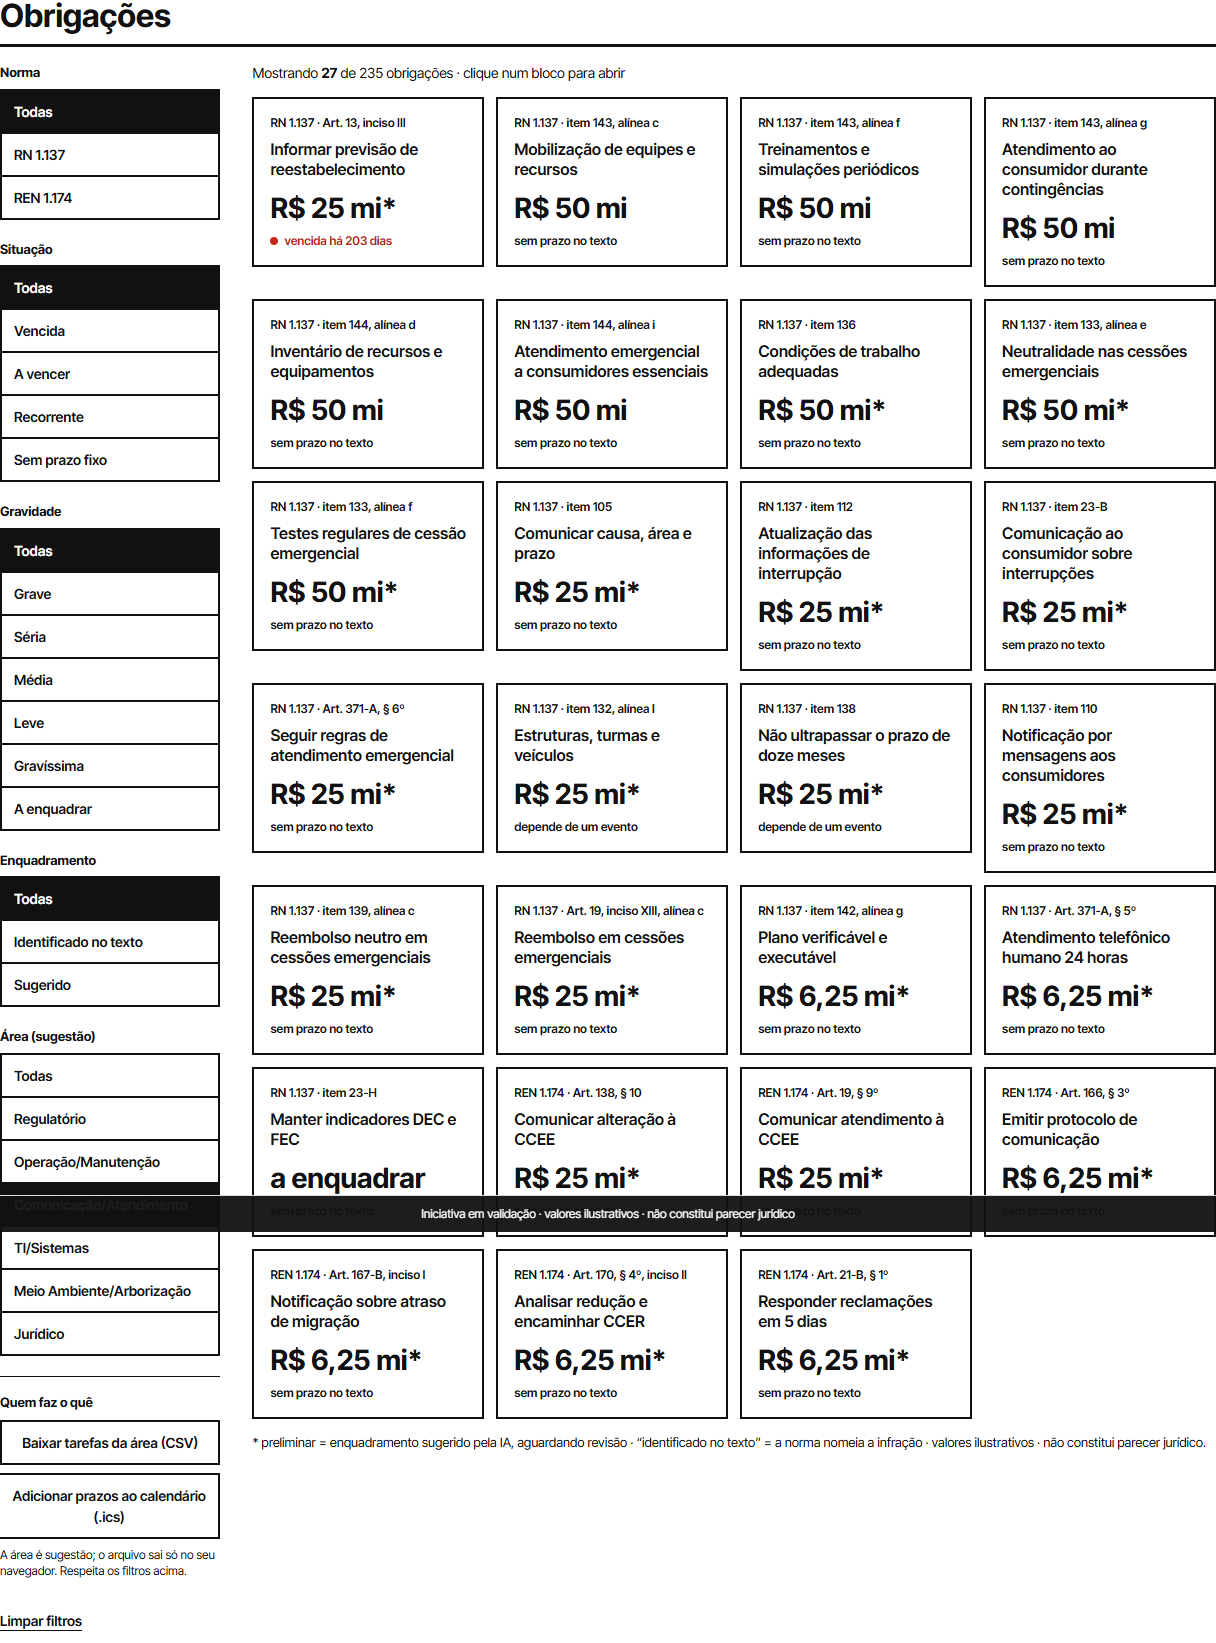 Obrigações
Norma
Todas
RN 1.137
REN 1.174
Situação
Todas
Vencida
A vencer
Recorrente
Sem prazo fixo
Gravidade
Todas
Grave
Séria
Média
Leve
Gravíssima
A enquadrar
Enquadramento
Todas
Identificado no texto
Sugerido
Área (sugestão)
Todas
Regulatório
Operação/Manutenção
Comunicação/Atendimento
TI/Sistemas
Meio Ambiente/Arborização
Jurídico
Quem faz o quê
Baixar tarefas da área (CSV)
Adicionar prazos ao calendário
(.ics)
A área é sugestão; o arquivo sai só no seu
navegador. Respeita os filtros acima.
Limpar filtros
Mostrando 27 de 235 obrigações · clique num bloco para abrir
RN 1.137 · Art. 13, inciso III
Informar previsão de
reestabelecimento
R$ 25 mi*
vencida há 203 dias
RN 1.137 · item 143, alínea c
Mobilização de equipes e
recursos
R$ 50 mi
sem prazo no texto
RN 1.137 · item 143, alínea f
Treinamentos e
simulações periódicos
R$ 50 mi
sem prazo no texto
RN 1.137 · item 143, alínea g
Atendimento ao
consumidor durante
contingências
R$ 50 mi
sem prazo no texto
RN 1.137 · item 144, alínea d
Inventário de recursos e
equipamentos
R$ 50 mi
sem prazo no texto
RN 1.137 · item 144, alínea i
Atendimento emergencial
a consumidores essenciais
R$ 50 mi
sem prazo no texto
RN 1.137 · item 136
Condições de trabalho
adequadas
R$ 50 mi*
sem prazo no texto
RN 1.137 · item 133, alínea e
Neutralidade nas cessões
emergenciais
R$ 50 mi*
sem prazo no texto
RN 1.137 · item 133, alínea f
Testes regulares de cessão
emergencial
R$ 50 mi*
sem prazo no texto
RN 1.137 · item 105
Comunicar causa, área e
prazo
R$ 25 mi*
sem prazo no texto
RN 1.137 · item 112
Atualização das
informações de
interrupção
R$ 25 mi*
sem prazo no texto
RN 1.137 · item 23-B
Comunicação ao
consumidor sobre
interrupções
R$ 25 mi*
sem prazo no texto
RN 1.137 · Art. 371-A, § 6º
Seguir regras de
atendimento emergencial
R$ 25 mi*
sem prazo no texto
RN 1.137 · item 132, alínea l
Estruturas, turmas e
veículos
R$ 25 mi*
depende de um evento
RN 1.137 · item 138
Não ultrapassar o prazo de
doze meses
R$ 25 mi*
depende de um evento
RN 1.137 · item 110
Notificação por
mensagens aos
consumidores
R$ 25 mi*
sem prazo no texto
RN 1.137 · item 139, alínea c
Reembolso neutro em
cessões emergenciais
R$ 25 mi*
sem prazo no texto
RN 1.137 · Art. 19, inciso XIII, alínea c
Reembolso em cessões
emergenciais
R$ 25 mi*
sem prazo no texto
RN 1.137 · item 142, alínea g
Plano verificável e
executável
R$ 6,25 mi*
sem prazo no texto
RN 1.137 · Art. 371-A, § 5º
Atendimento telefônico
humano 24 horas
R$ 6,25 mi*
sem prazo no texto
RN 1.137 · item 23-H
Manter indicadores DEC e
FEC
a enquadrar
sem prazo no texto
REN 1.174 · Art. 138, § 10
Comunicar alteração à
CCEE
R$ 25 mi*
sem prazo no texto
REN 1.174 · Art. 19, § 9º
Comunicar atendimento à
CCEE
R$ 25 mi*
sem prazo no texto
REN 1.174 · Art. 166, § 3º
Emitir protocolo de
comunicação
R$ 6,25 mi*
sem prazo no texto
Iniciativa em validação · valores ilustrativos · não constitui parecer jurídico
REN 1.174 · Art. 167-B, inciso I
Notificação sobre atraso
de migração
R$ 6,25 mi*
sem prazo no texto
REN 1.174 · Art. 170, § 4º, inciso II
Analisar redução e
encaminhar CCER
R$ 6,25 mi*
sem prazo no texto
REN 1.174 · Art. 21-B, § 1º
Responder reclamações
em 5 dias
R$ 6,25 mi*
sem prazo no texto
* preliminar = enquadramento sugerido pela IA, aguardando revisão · “identificado no texto” = a norma nomeia a infração · valores ilustrativos · não constitui parecer jurídico.